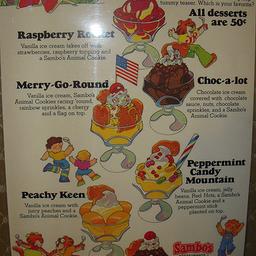 tummy teaser. Which is your favorite?
All desserts
are 50¢
Raspberry Rocket
Vanilla ice cream takes off with
strawberries, raspberry topping and
a Sambo's Animal Cookie.
Merry-Go-Round
Vanilla ice cream, Sambo's
Animal Cookies racing 'round,
rainbow sprinkles, a cherry
and a flag on top.
Choc-a-lot
Chocolate ice cream
covered with chocolate
sauce, nuts, chocolate
sprinkles, and a Sambo's
Animal Cookie.
Peppermint
Candy
Mountain
Vanilla ice cream, jelly
beans, Red Hots, a Sambo's
Animal Cookie and a
peppermint stick
planted on top.
Peachy Keen
Vanilla ice cream with
juicy peaches and a
Sambo's Animal Cookie.
Sambo's